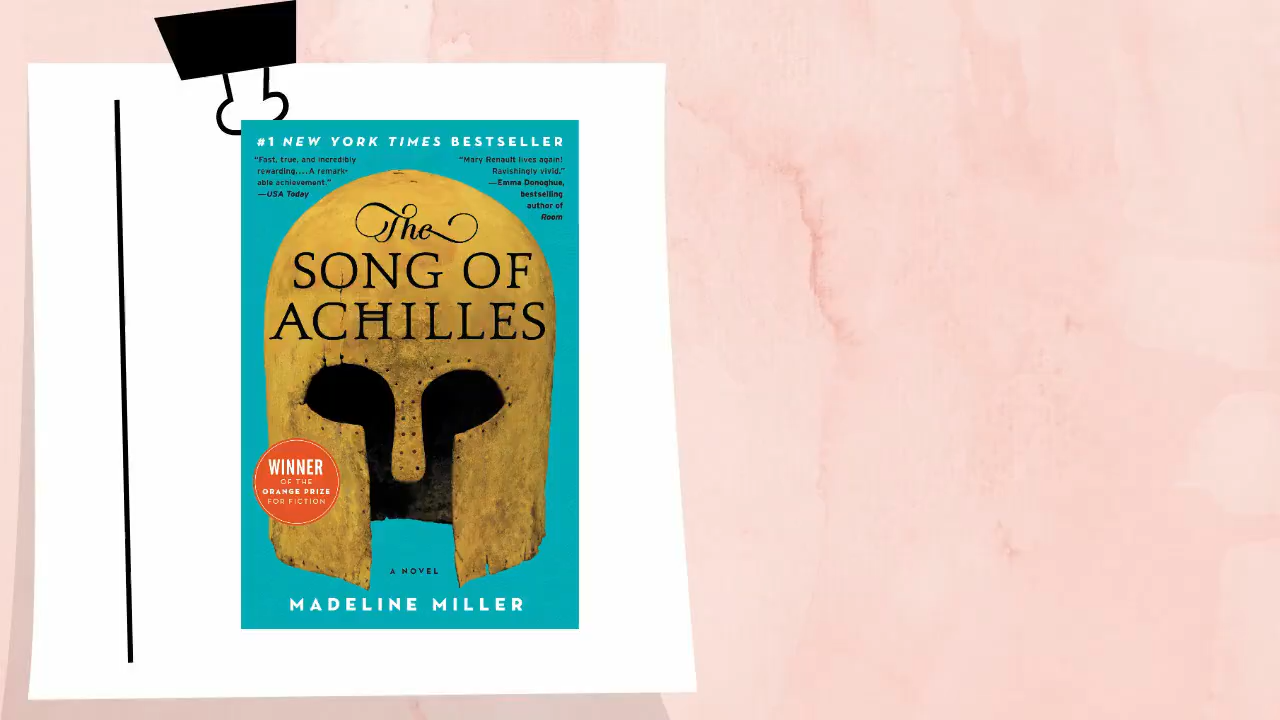 #1 NEW YORK TIMES BESTSELLER
"Fast, true, and incredibly
rewarding....A remark-
able achievement."
—USA Today
"Mary Renault lives again!
Ravishingly vivid."
—Emma Donoghue,
bestselling
author of
Room
The
SONG OF
ACHILLES
WINNER
OF THE
ORANGE PRIZE
FOR FICTION
A NOVEL
MADELINE MILLER